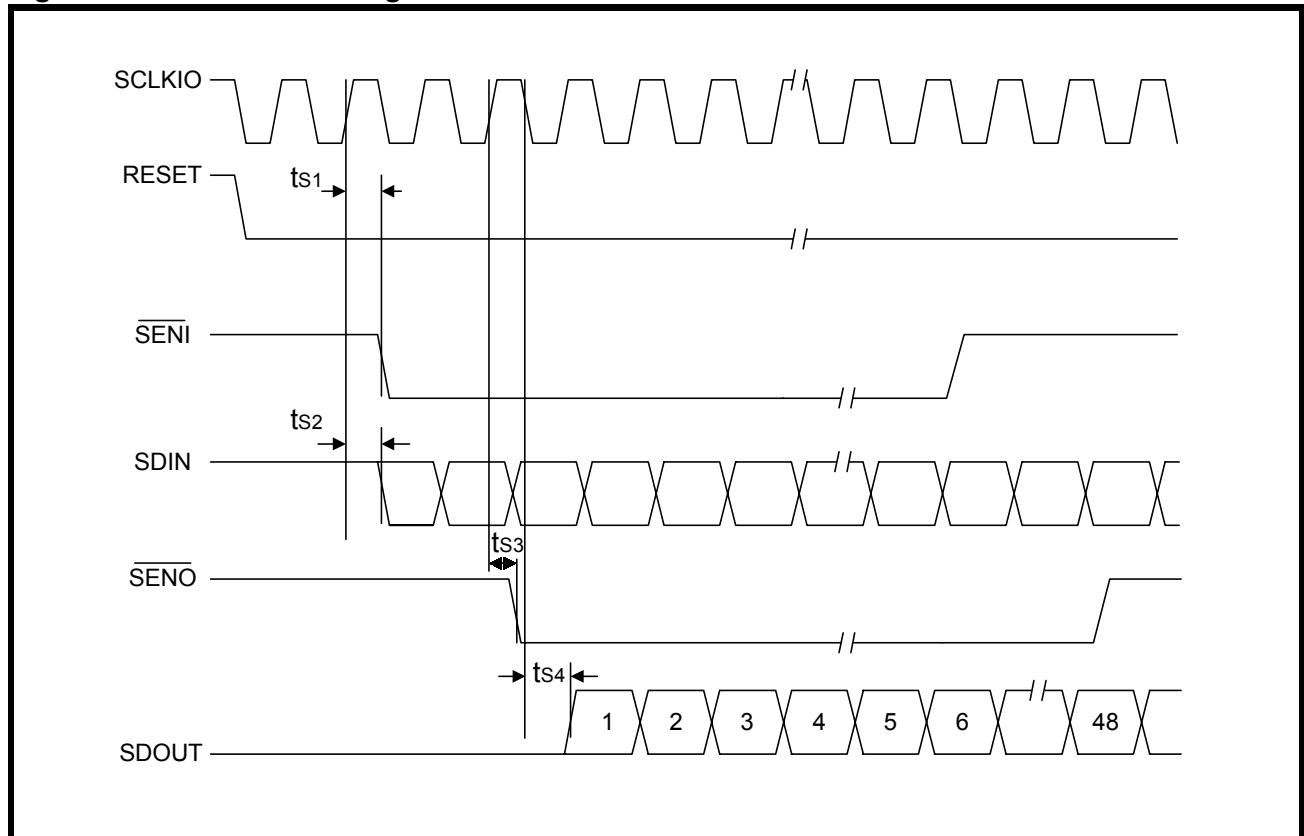 SCLKIO
RESET
tS1
SENI
tS2
SDIN
tS3
SENO
tS4
1 2 3 4 5 6 48
SDOUT